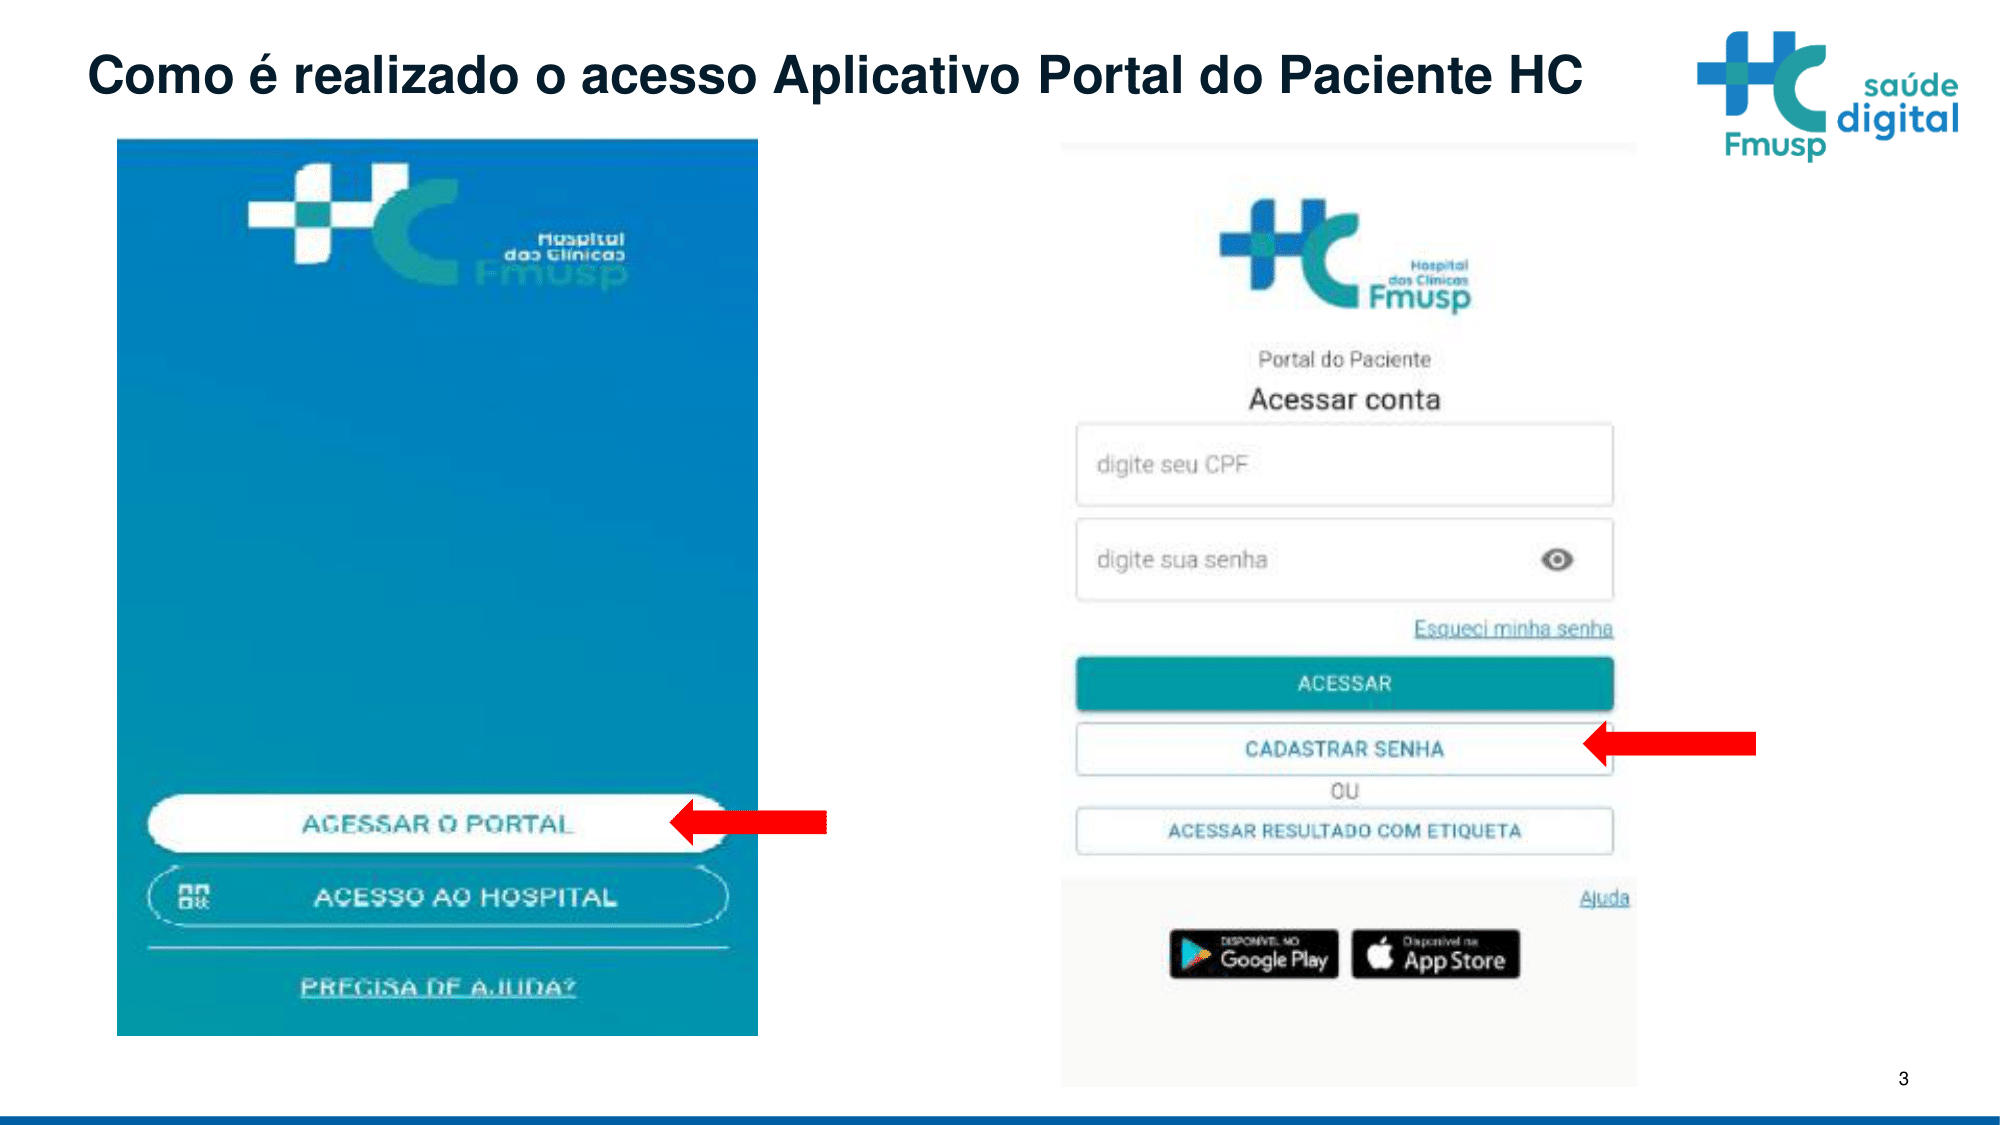 Como é realizado o acesso Aplicativo Portal do Paciente HC
HC
saúde
digital
Fmusp
HC
Hospital
das Clínicas
Fmusp
ACESSAR O PORTAL
ACESSO AO HOSPITAL
PRECISA DE AJUDA?
HC
Hospital
das Clínicas
Fmusp
Portal do Paciente
Acessar conta
digite seu CPF
digite sua senha
Esqueci minha senha
ACESSAR
CADASTRAR SENHA
OU
ACESSAR RESULTADO COM ETIQUETA
Ajuda
DISPONÍVEL NO
Google Play
Disponível na
App Store
3